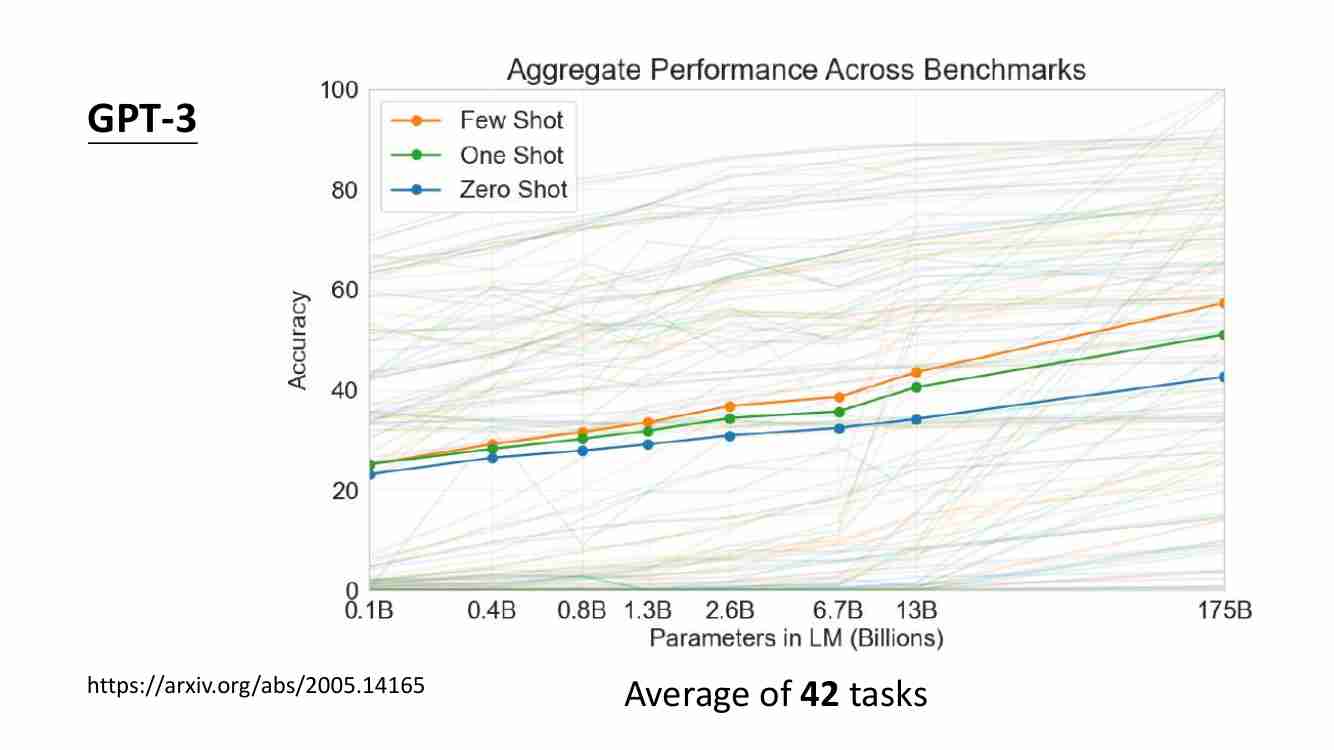 GPT-3
Aggregate Performance Across Benchmarks
Few Shot
One Shot
Zero Shot
Accuracy
100
80
60
40
20
0
0.1B 0.4B 0.8B 1.3B 2.6B 6.7B 13B 175B
Parameters in LM (Billions)
https://arxiv.org/abs/2005.14165
Average of 42 tasks